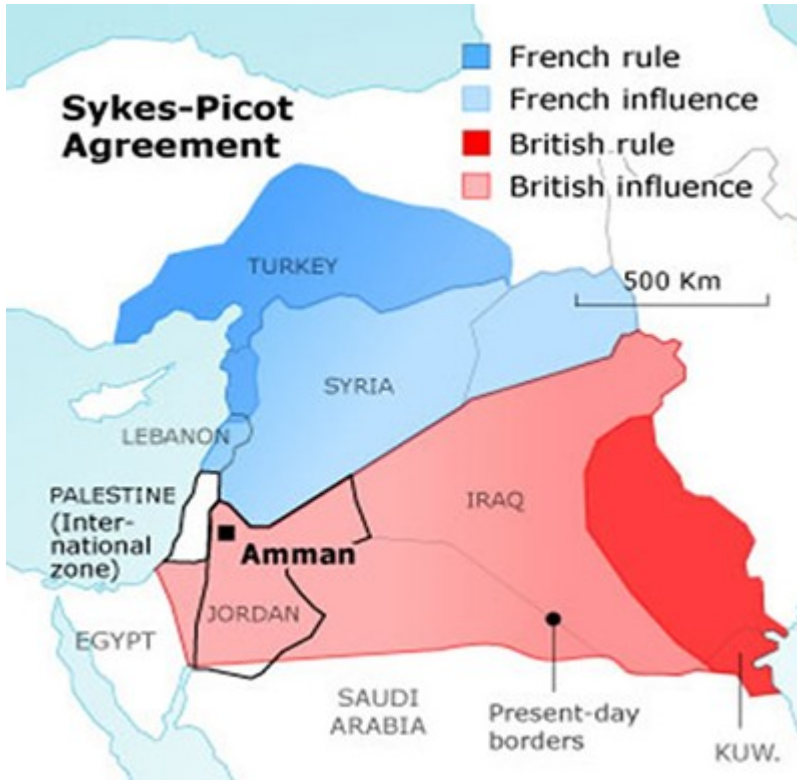 Sykes-Picot
Agreement
French rule
French influence
British rule
British influence
500 Km
TURKEY
SYRIA
LEBANON
PALESTINE
(Inter-
national
zone)
IRAQ
Amman
JORDAN
EGYPT
SAUDI
ARABIA
Present-day
borders
KUW.